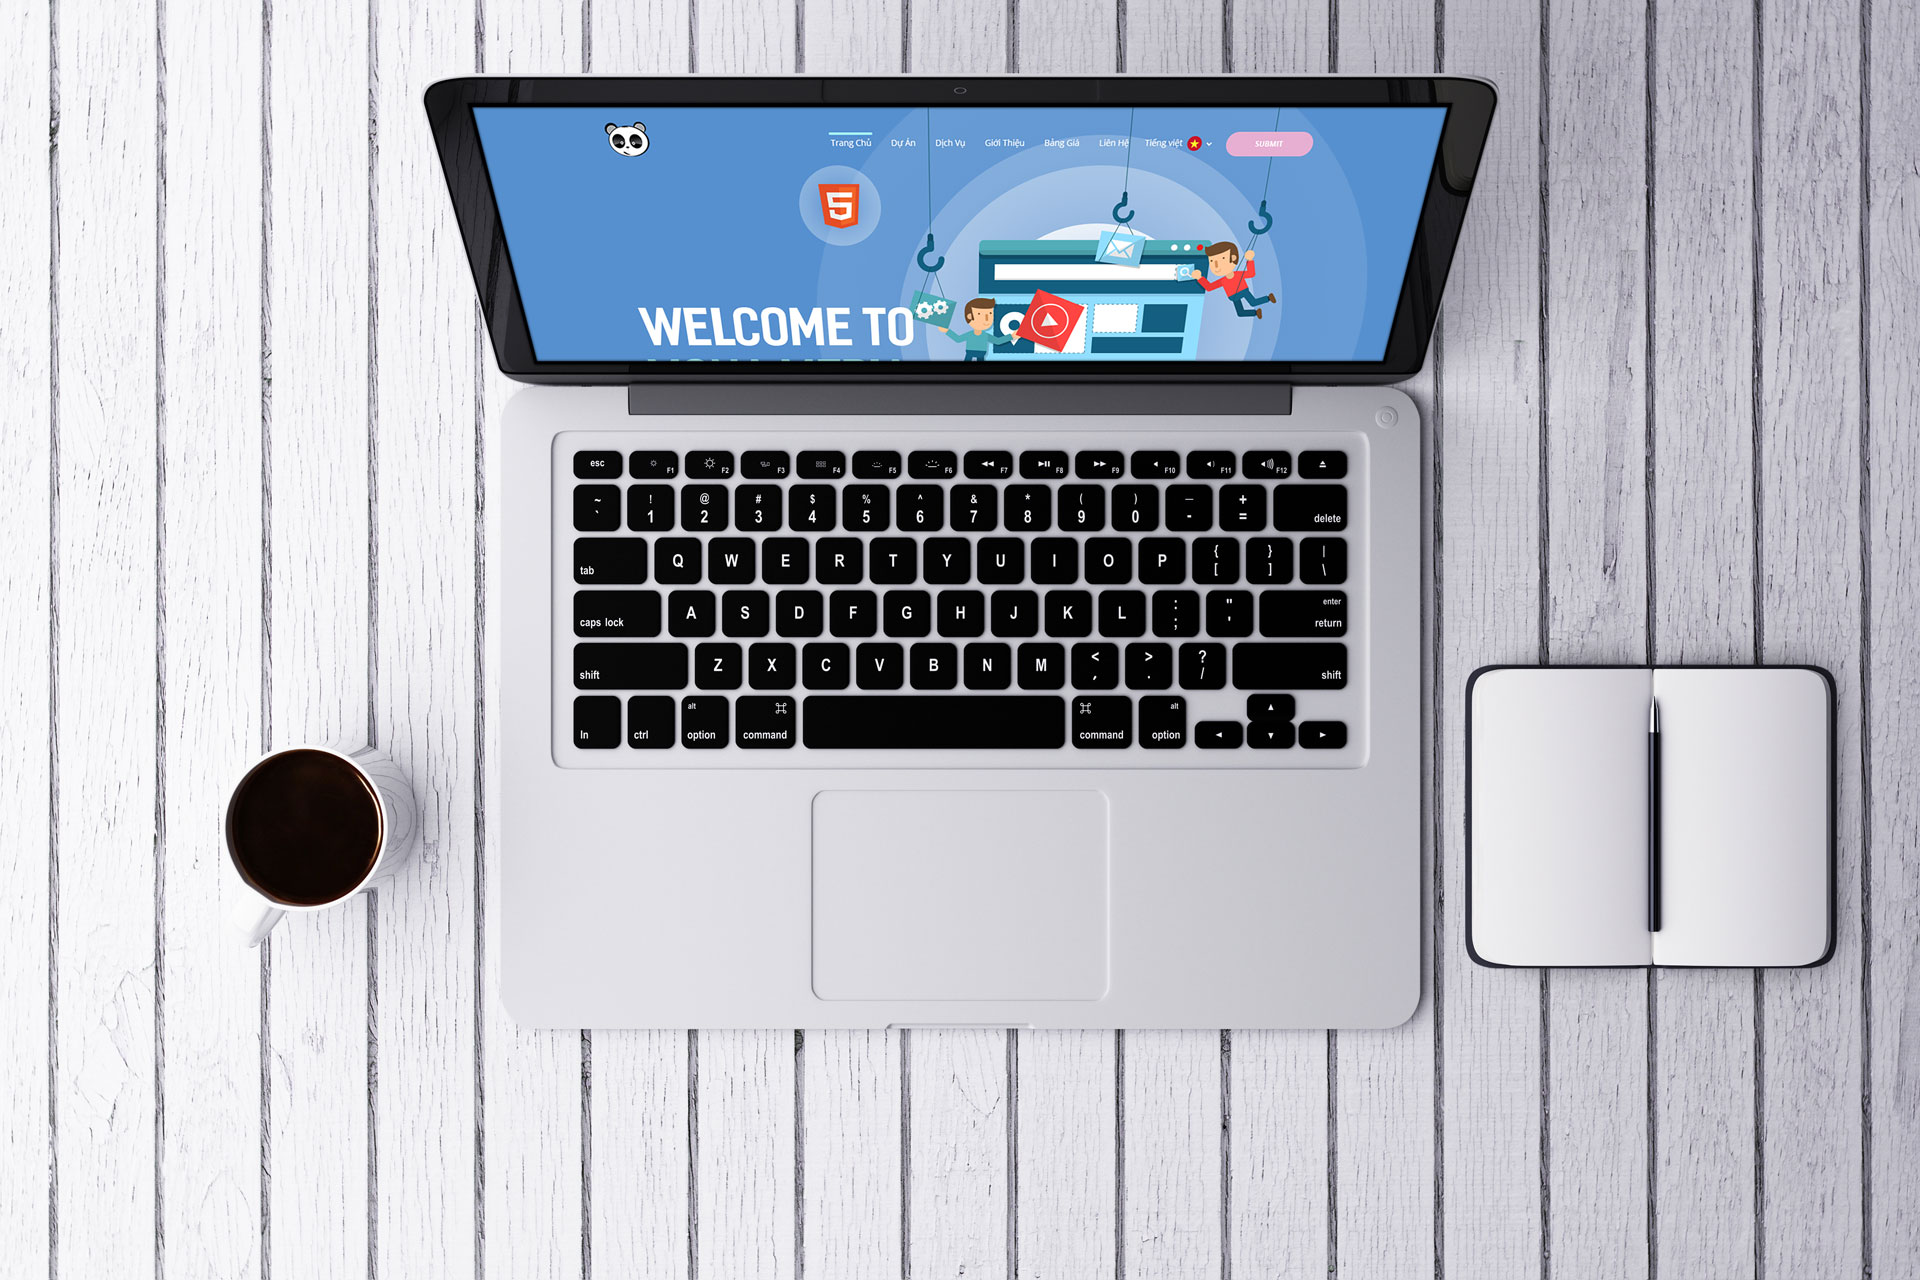 Trang Chủ Dự Án Dịch Vụ Giới Thiệu Bảng Giá Liên Hệ Tiếng việt SUBMIT
5
WELCOME TO
esc F1 F2 F3 F4 F5 F6 F7 F8 F9 F10 F11 F12
~ ! @ # $ % ^ & * ( ) — +
` 1 2 3 4 5 6 7 8 9 0 - = delete
tab Q W E R T Y U I O P { [ } ] | \
caps lock A S D F G H J K L : ; " ' enter return
shift Z X C V B N M < , > . ? / shift
alt ⌘ ⌘ alt
ln ctrl option command command option